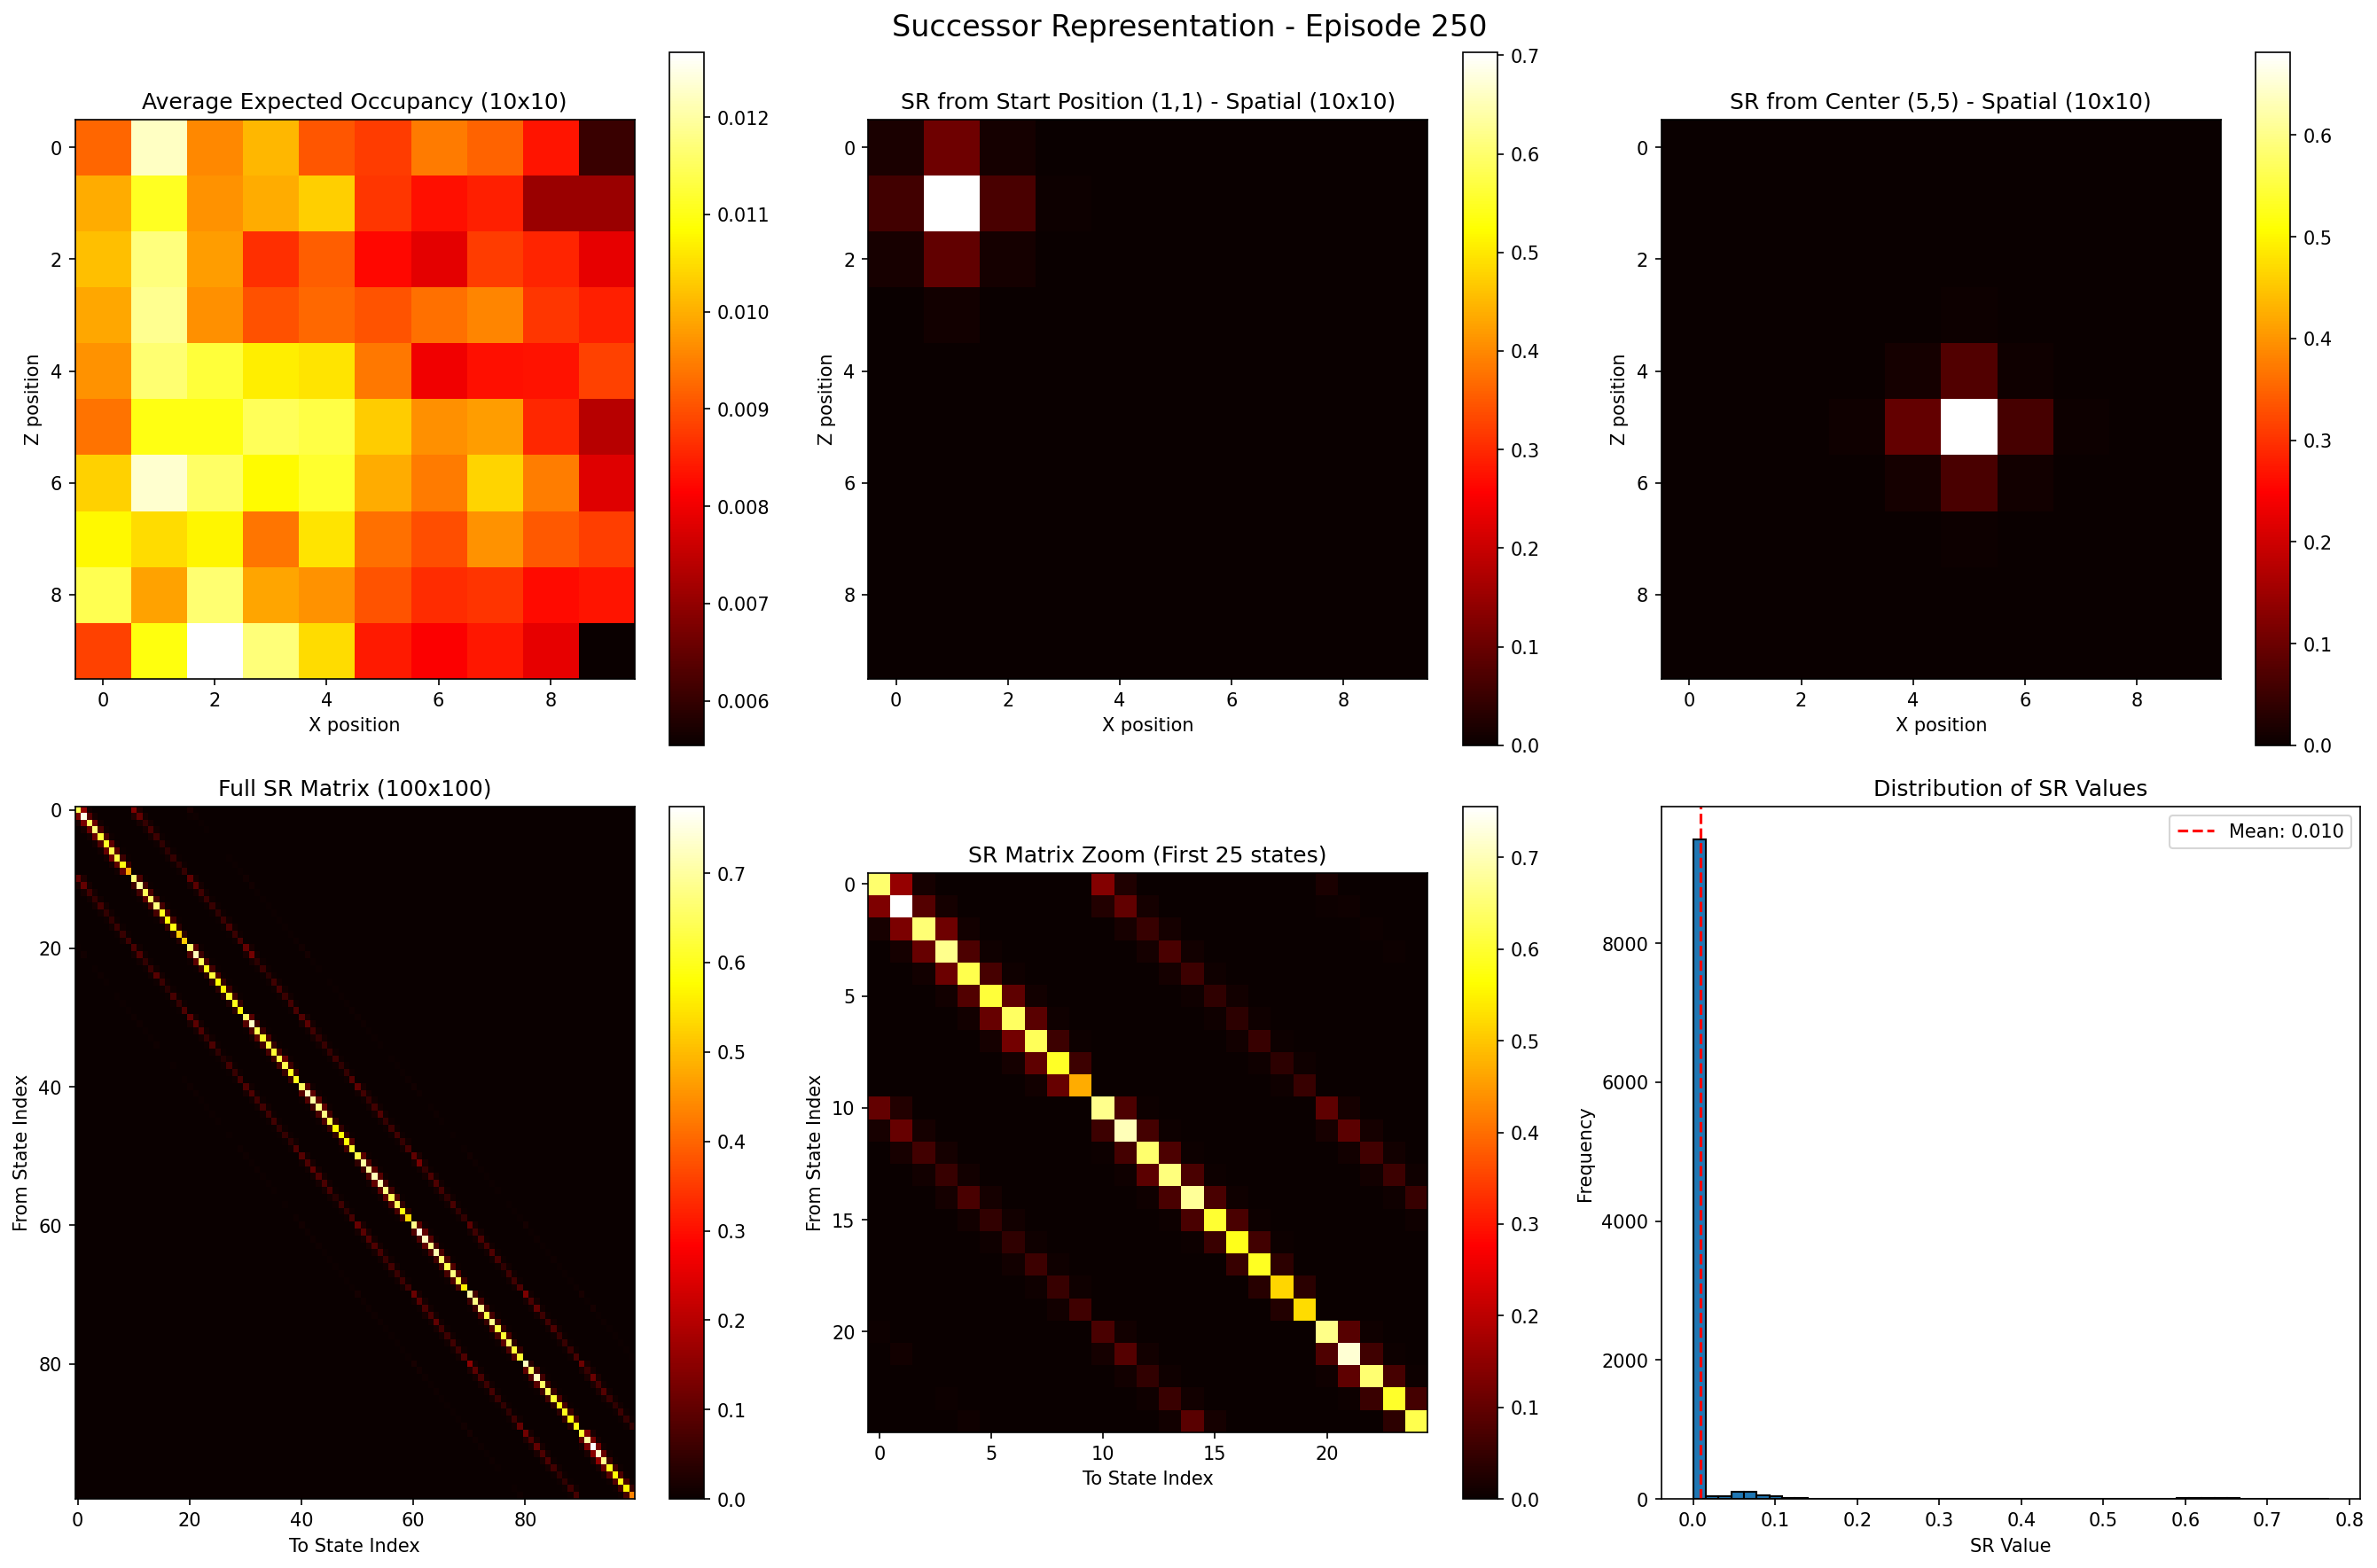 Successor Representation - Episode 250
Average Expected Occupancy (10x10)
Z position
0
2
4
6
8
0 2 4 6 8
X position
0.012
0.011
0.010
0.009
0.008
0.007
0.006
SR from Start Position (1,1) - Spatial (10x10)
Z position
0
2
4
6
8
0 2 4 6 8
X position
0.7
0.6
0.5
0.4
0.3
0.2
0.1
0.0
SR from Center (5,5) - Spatial (10x10)
Z position
0
2
4
6
8
0 2 4 6 8
X position
0.6
0.5
0.4
0.3
0.2
0.1
0.0
Full SR Matrix (100x100)
From State Index
0
20
40
60
80
0 20 40 60 80
To State Index
0.7
0.6
0.5
0.4
0.3
0.2
0.1
0.0
SR Matrix Zoom (First 25 states)
From State Index
0
5
10
15
20
0 5 10 15 20
To State Index
0.7
0.6
0.5
0.4
0.3
0.2
0.1
0.0
Distribution of SR Values
Mean: 0.010
Frequency
8000
6000
4000
2000
0
0.0 0.1 0.2 0.3 0.4 0.5 0.6 0.7 0.8
SR Value